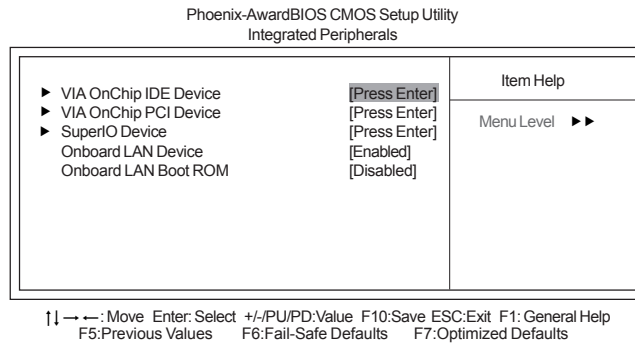 Phoenix-AwardBIOS CMOS Setup Utility
Integrated Peripherals
▶ VIA OnChip IDE Device [Press Enter]
▶ VIA OnChip PCI Device [Press Enter]
▶ SuperIO Device [Press Enter]
Onboard LAN Device [Enabled]
Onboard LAN Boot ROM [Disabled]
Item Help
Menu Level ▶▶
↑↓→←: Move Enter: Select +/-/PU/PD:Value F10:Save ESC:Exit F1: General Help
F5:Previous Values F6:Fail-Safe Defaults F7:Optimized Defaults